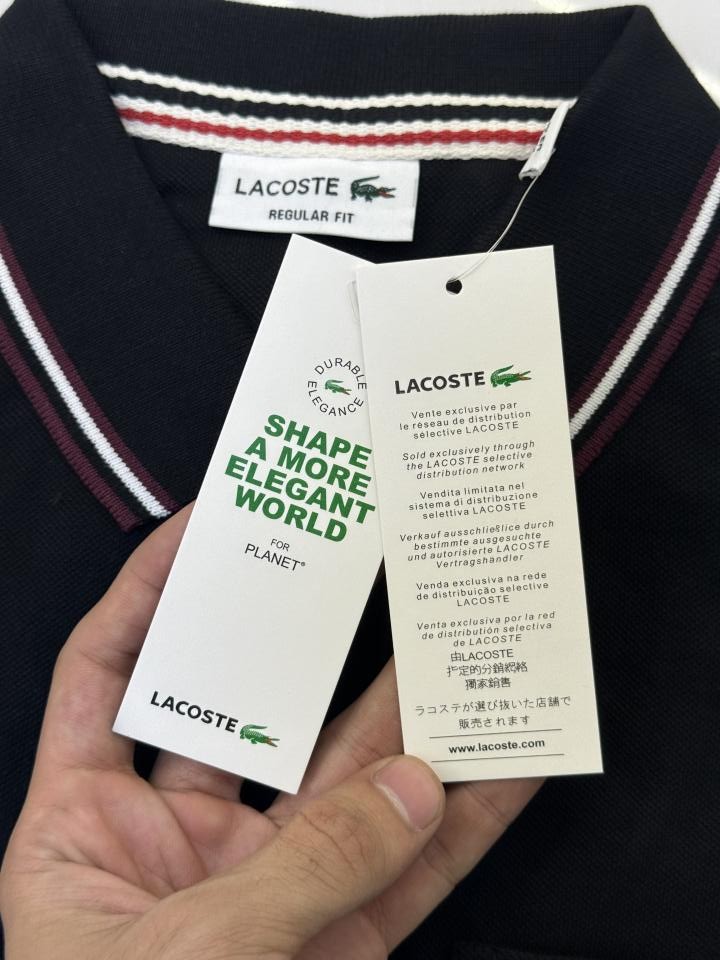 LACOSTE
REGULAR FIT
DURABLE
ELEGANCE
SHAPE
A MORE
ELEGANT
WORLD
FOR
PLANET®
LACOSTE
LACOSTE
Vente exclusive par
le réseau de distribution
sélective LACOSTE
Sold exclusively through
the LACOSTE selective
distribution network
Vendita limitata nel
sistema di distribuzione
selettiva LACOSTE
Verkauf ausschließlice durch
bestimmte ausgesuchte
und autorisierte LACOSTE
Vertragshändler
Venda exclusiva na rede
de distribuição selective
LACOSTE
Venta exclusiva por la red
de distribution selectiva
de LACOSTE
由LACOSTE
指定的分銷網絡
獨家銷售
ラコステが選び抜いた店舗で
販売されます
www.lacoste.com